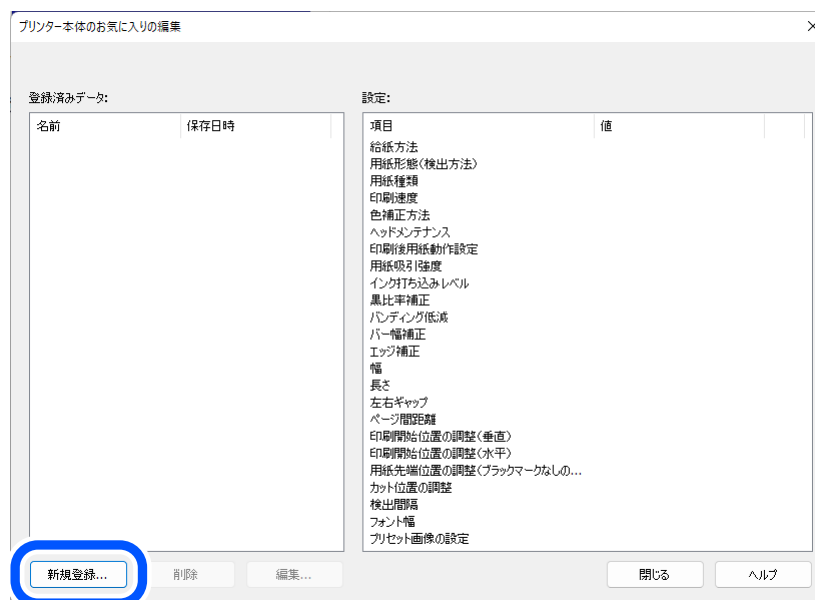 プリンター本体のお気に入りの編集
登録済みデータ:
設定:
名前 保存日時
項目 値
給紙方法
用紙形態(検出方法)
用紙種類
印刷速度
色補正方法
ヘッドメンテナンス
印刷後用紙動作設定
用紙吸引強度
インク打ち込みレベル
黒比率補正
バンディング低減
バー幅補正
エッジ補正
幅
長さ
左右ギャップ
ページ間距離
印刷開始位置の調整(垂直)
印刷開始位置の調整(水平)
用紙先端位置の調整(ブラックマークなしの...
カット位置の調整
検出間隔
フォント幅
プリセット画像の設定
新規登録... 削除 編集... 閉じる ヘルプ